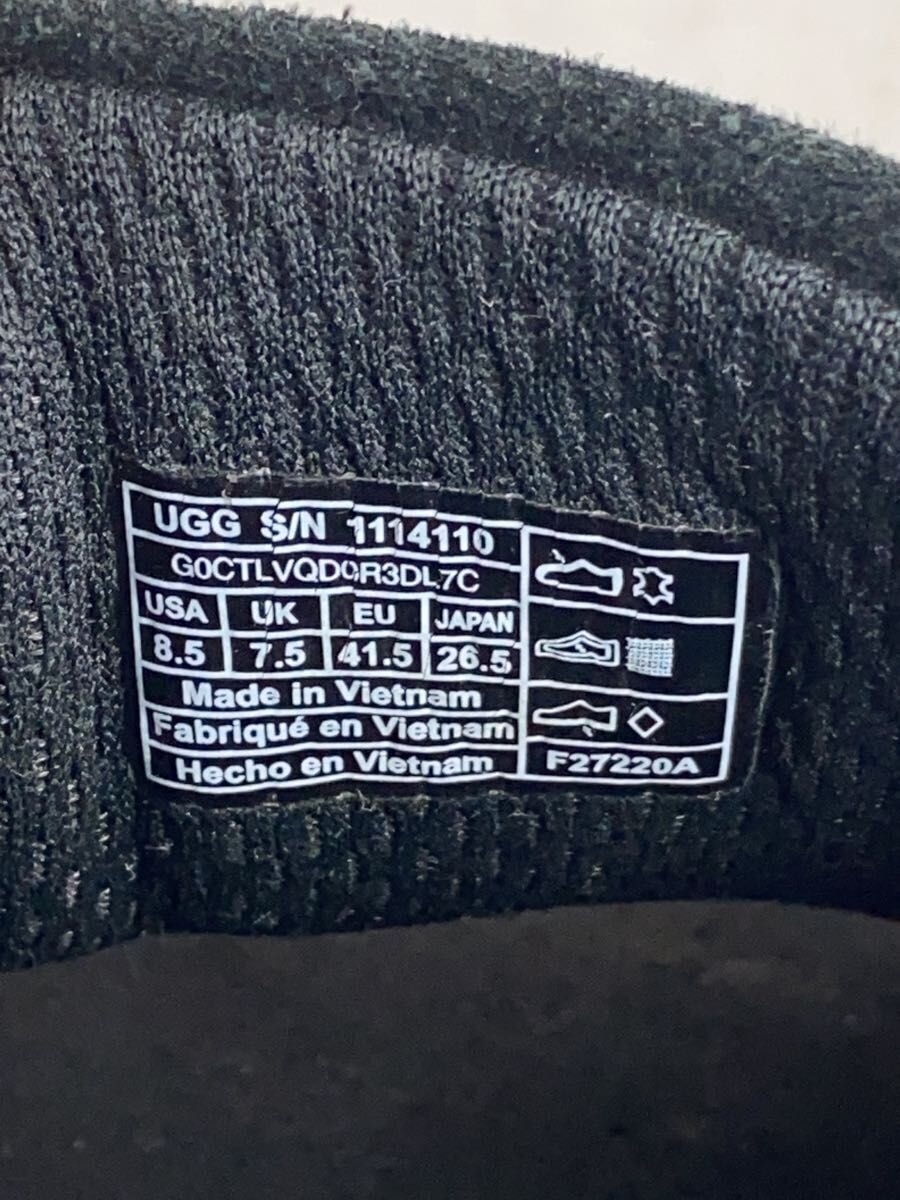 UGG S/N 1114110
USA UK EU JAPAN
8.5 7.5 41.5 26.5
Made in Vietnam
Fabriqué en Vietnam
Hecho en Vietnam
F27220A